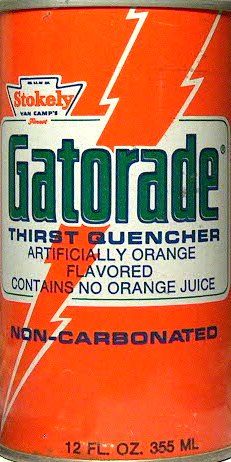 Stokely
VAN CAMP'S
Finest
Gatorade®
THIRST QUENCHER
ARTIFICIALLY ORANGE
FLAVORED
CONTAINS NO ORANGE JUICE
NON-CARBONATED
12 FL. OZ. 355 ML